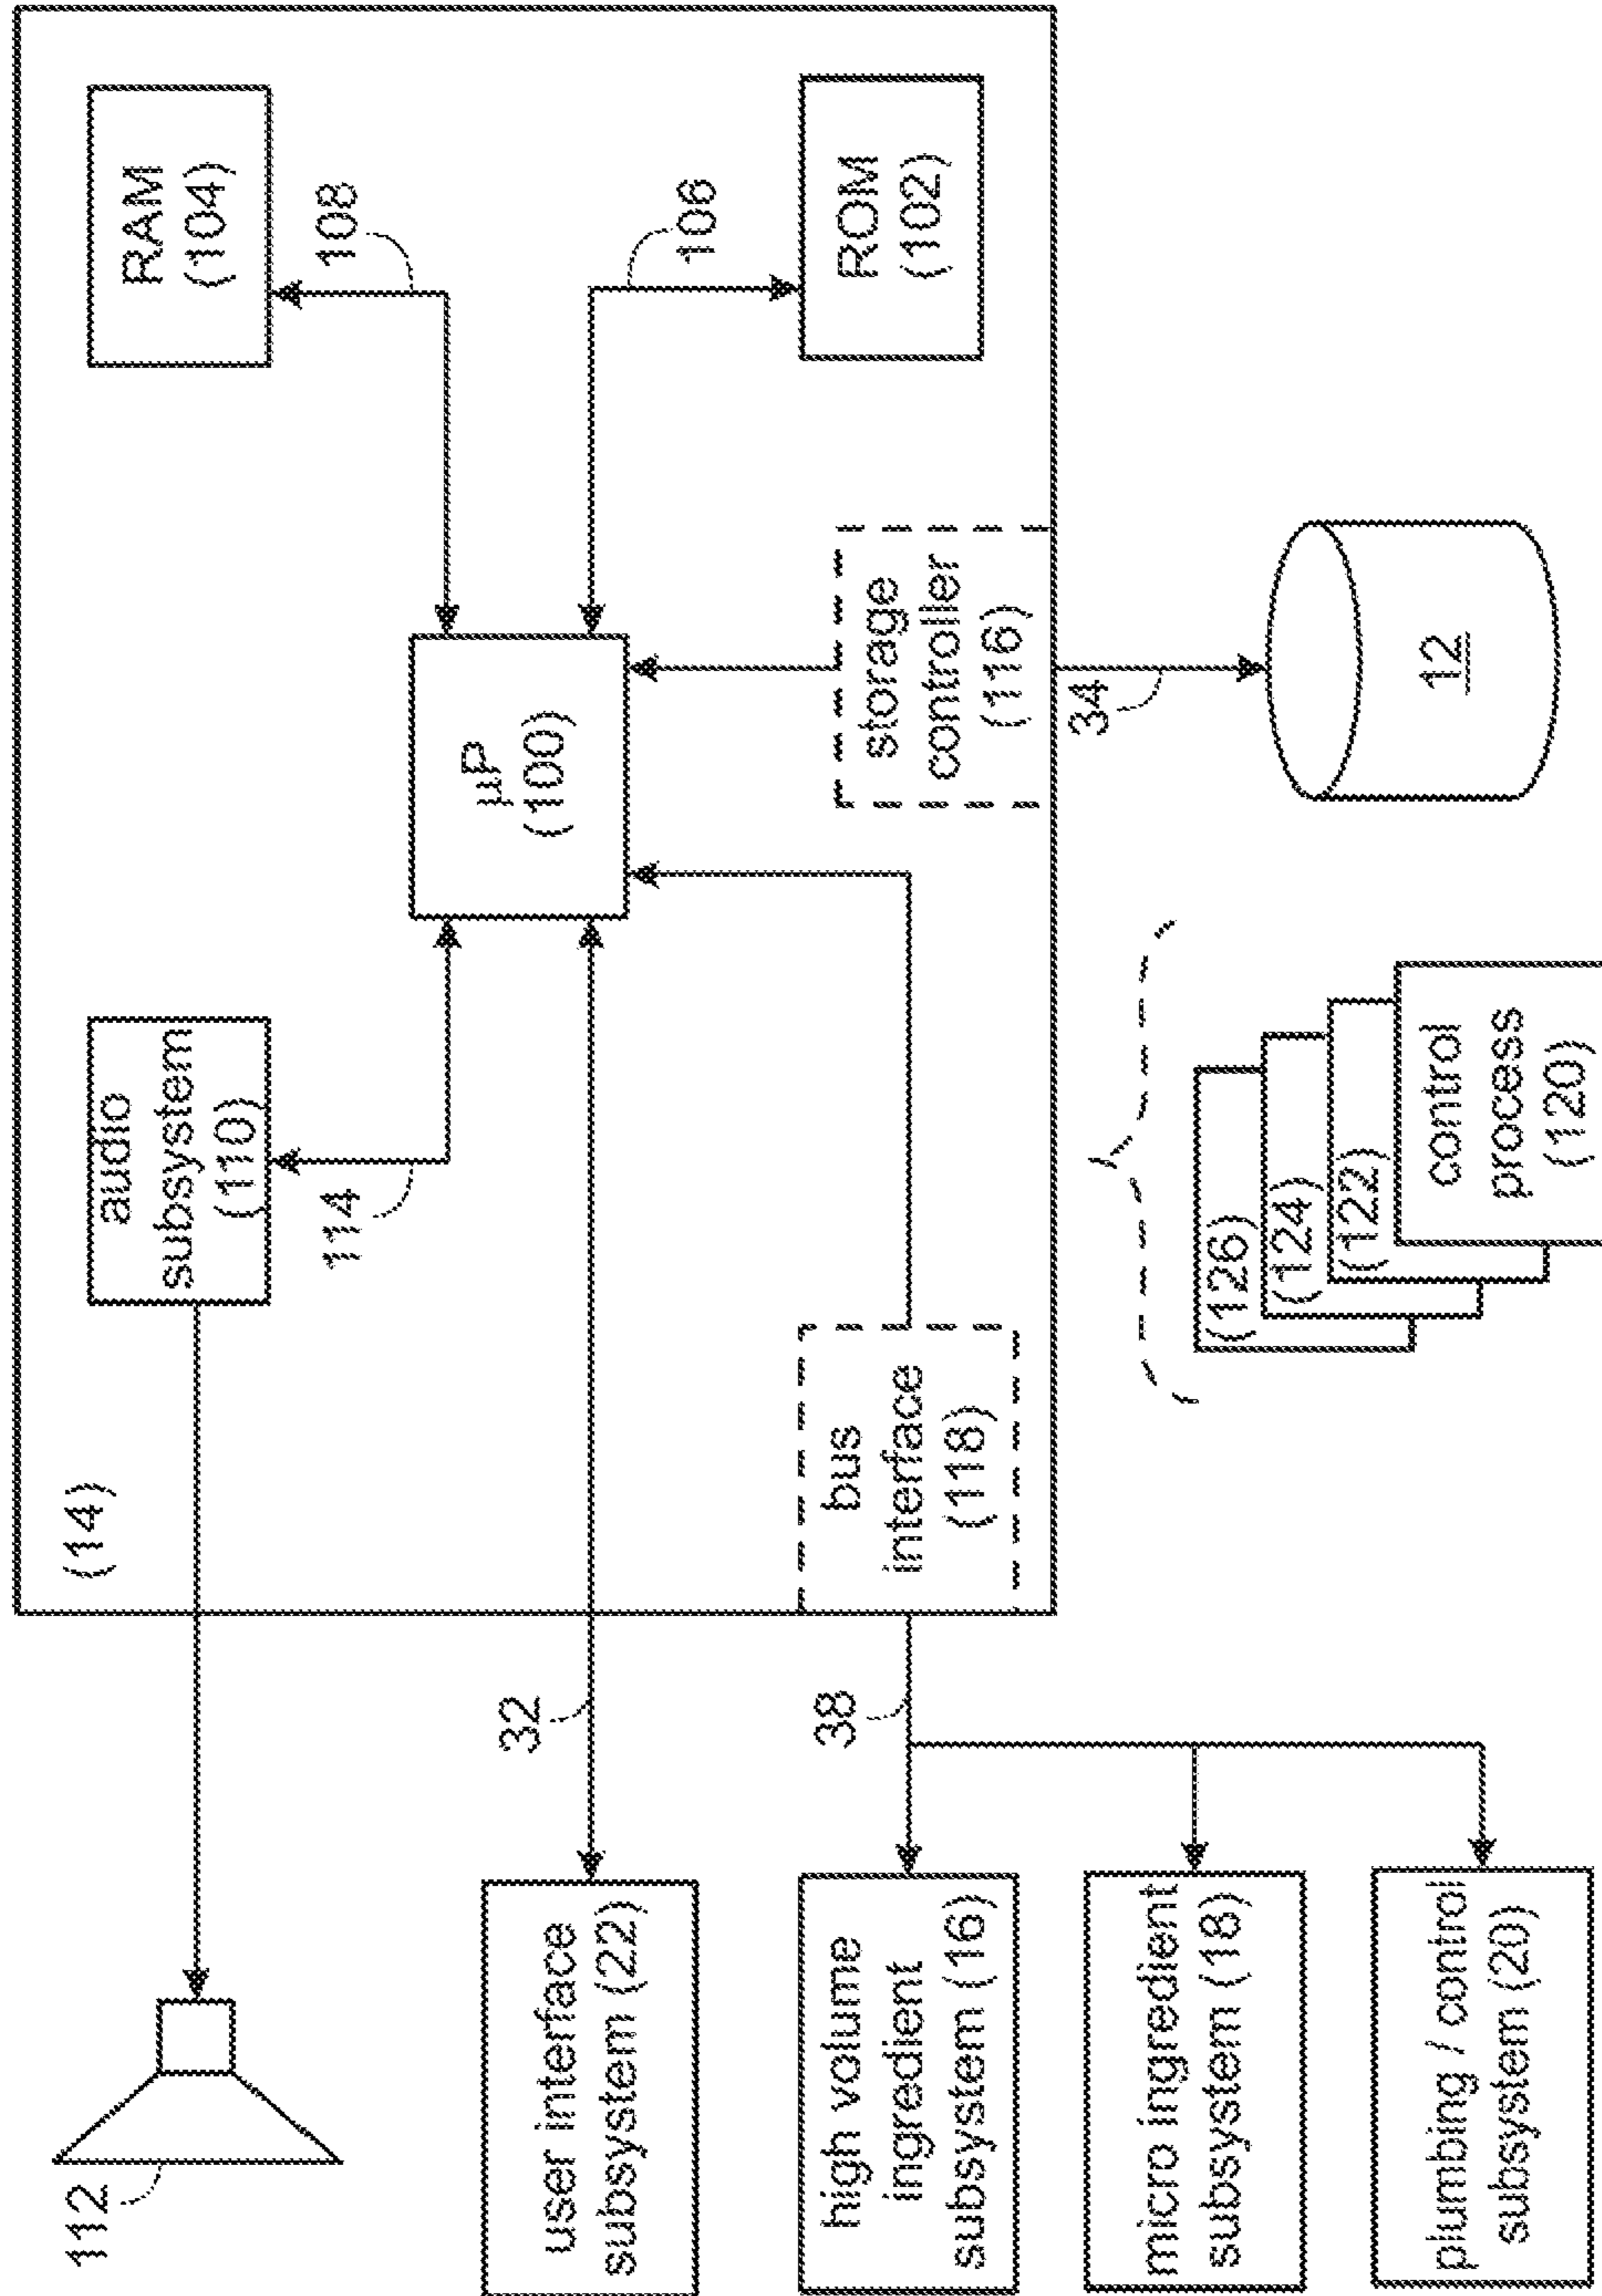 112
(14)
audio
subsystem
(110)
114
RAM
(104)
108
32
user interface
subsystem (22)
µP
(100)
106
38
bus
interface
(118)
storage
controller
(116)
ROM
(102)
high volume
ingredient
subsystem (16)
34
micro ingredient
subsystem (18)
(126)
(124)
(122)
control
process
(120)
12
plumbing / control
subsystem (20)